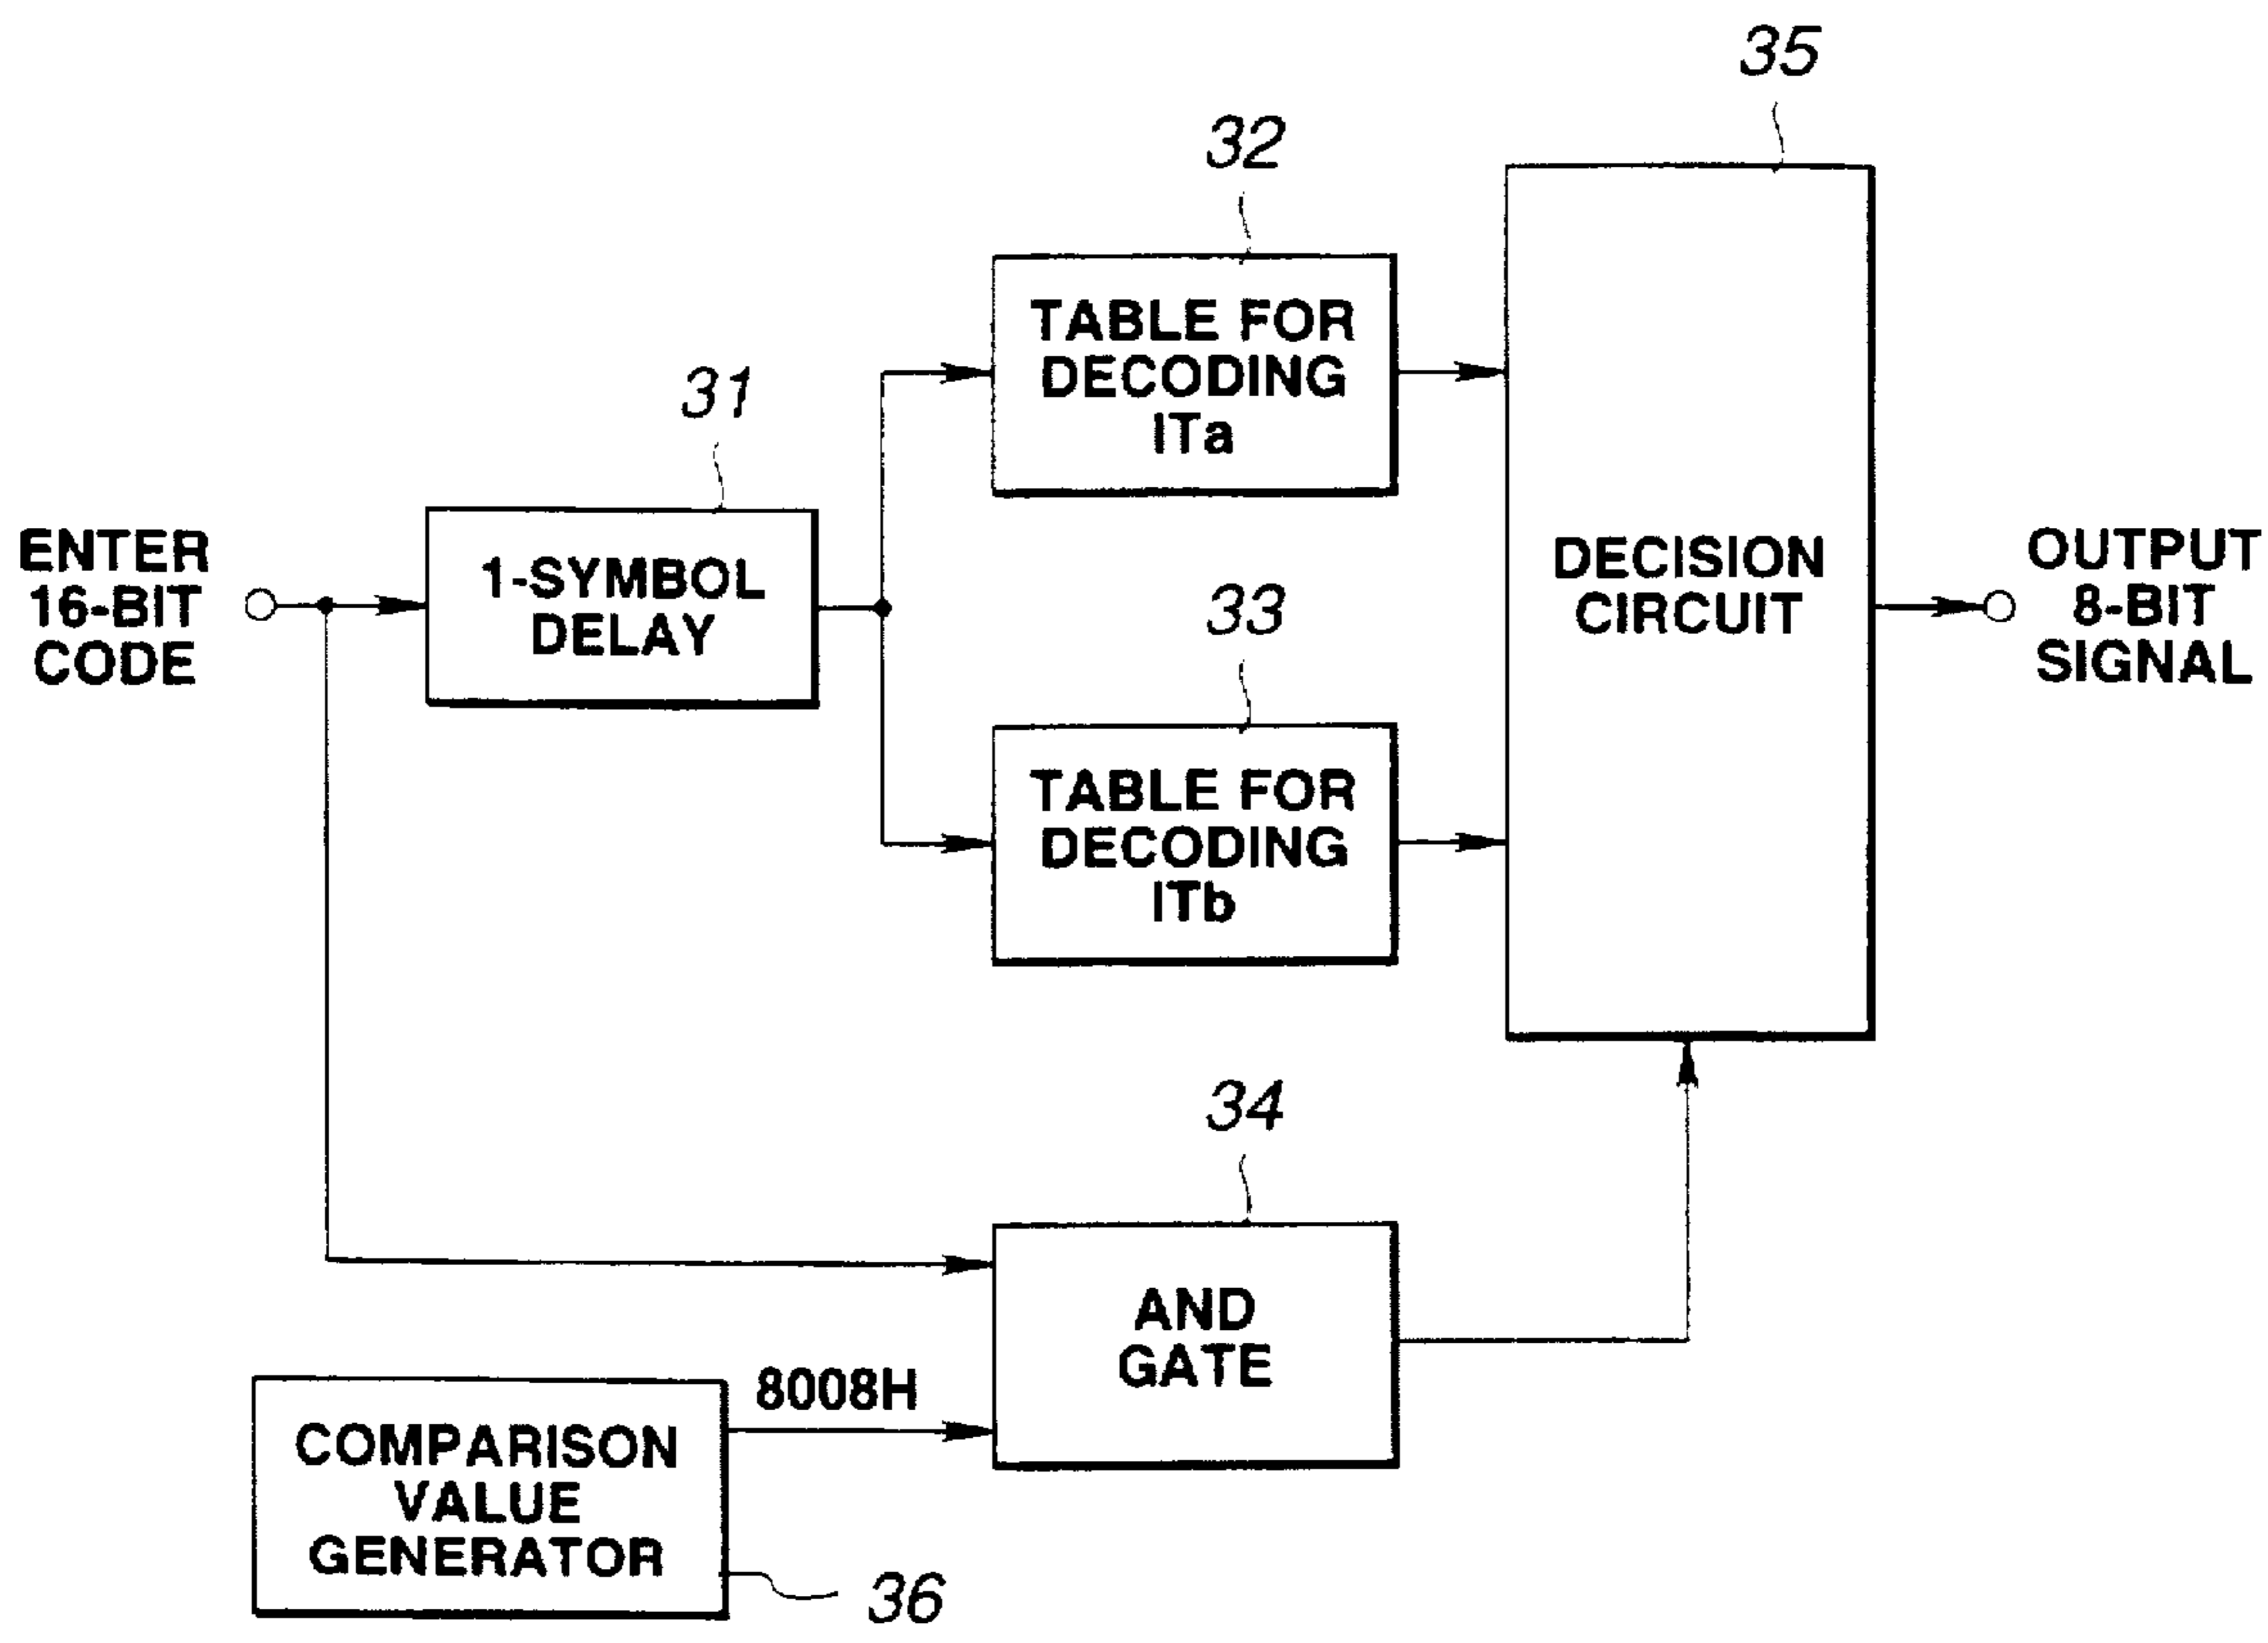 35
32
TABLE FOR
DECODING
ITa
31
ENTER
16-BIT
CODE
1-SYMBOL
DELAY
33
TABLE FOR
DECODING
ITb
DECISION
CIRCUIT
OUTPUT
8-BIT
SIGNAL
34
AND
GATE
8008H
COMPARISON
VALUE
GENERATOR
36